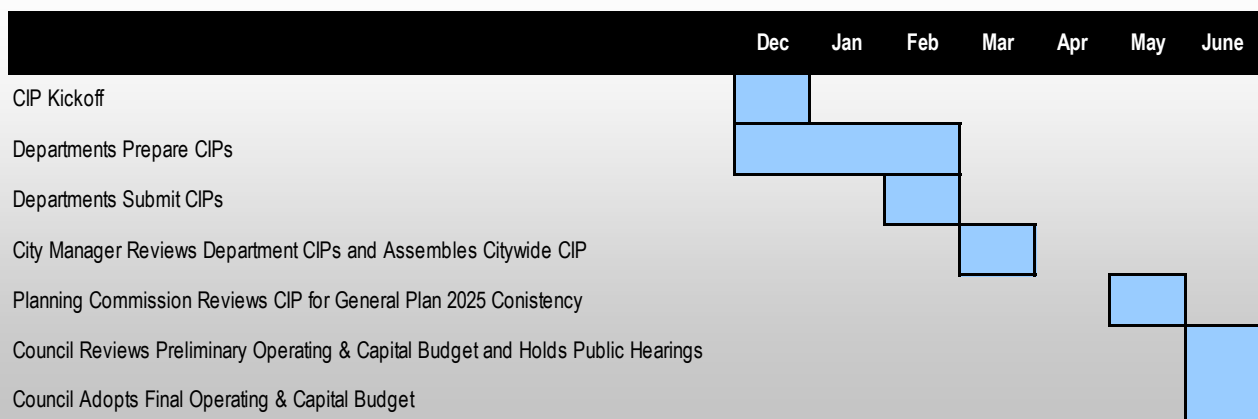 Dec Jan Feb Mar Apr May June
CIP Kickoff
Departments Prepare CIPs
Departments Submit CIPs
City Manager Reviews Department CIPs and Assembles Citywide CIP
Planning Commission Reviews CIP for General Plan 2025 Conistency
Council Reviews Preliminary Operating & Capital Budget and Holds Public Hearings
Council Adopts Final Operating & Capital Budget